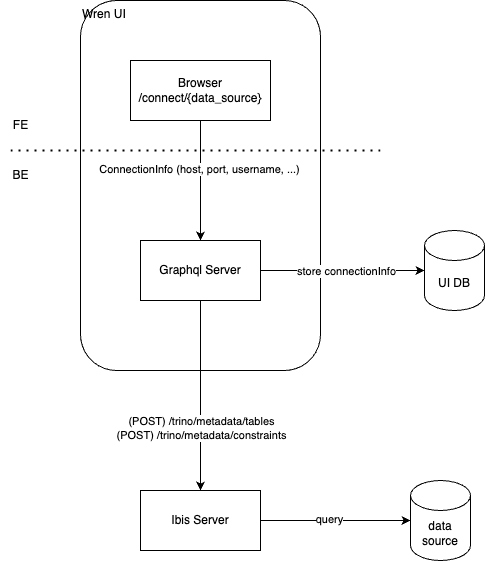 Wren UI
Browser
/connect/{data_source}
FE
BE
ConnectionInfo (host, port, username, ...)
Graphql Server
store connectionInfo
UI DB
(POST) /trino/metadata/tables
(POST) /trino/metadata/constraints
Ibis Server
query
data
source